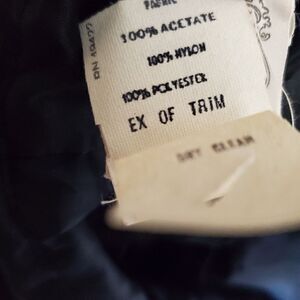 FABRIC
100% ACETATE
100% NYLON
100% POLYESTER
EX OF TRIM
DRY CLEAN